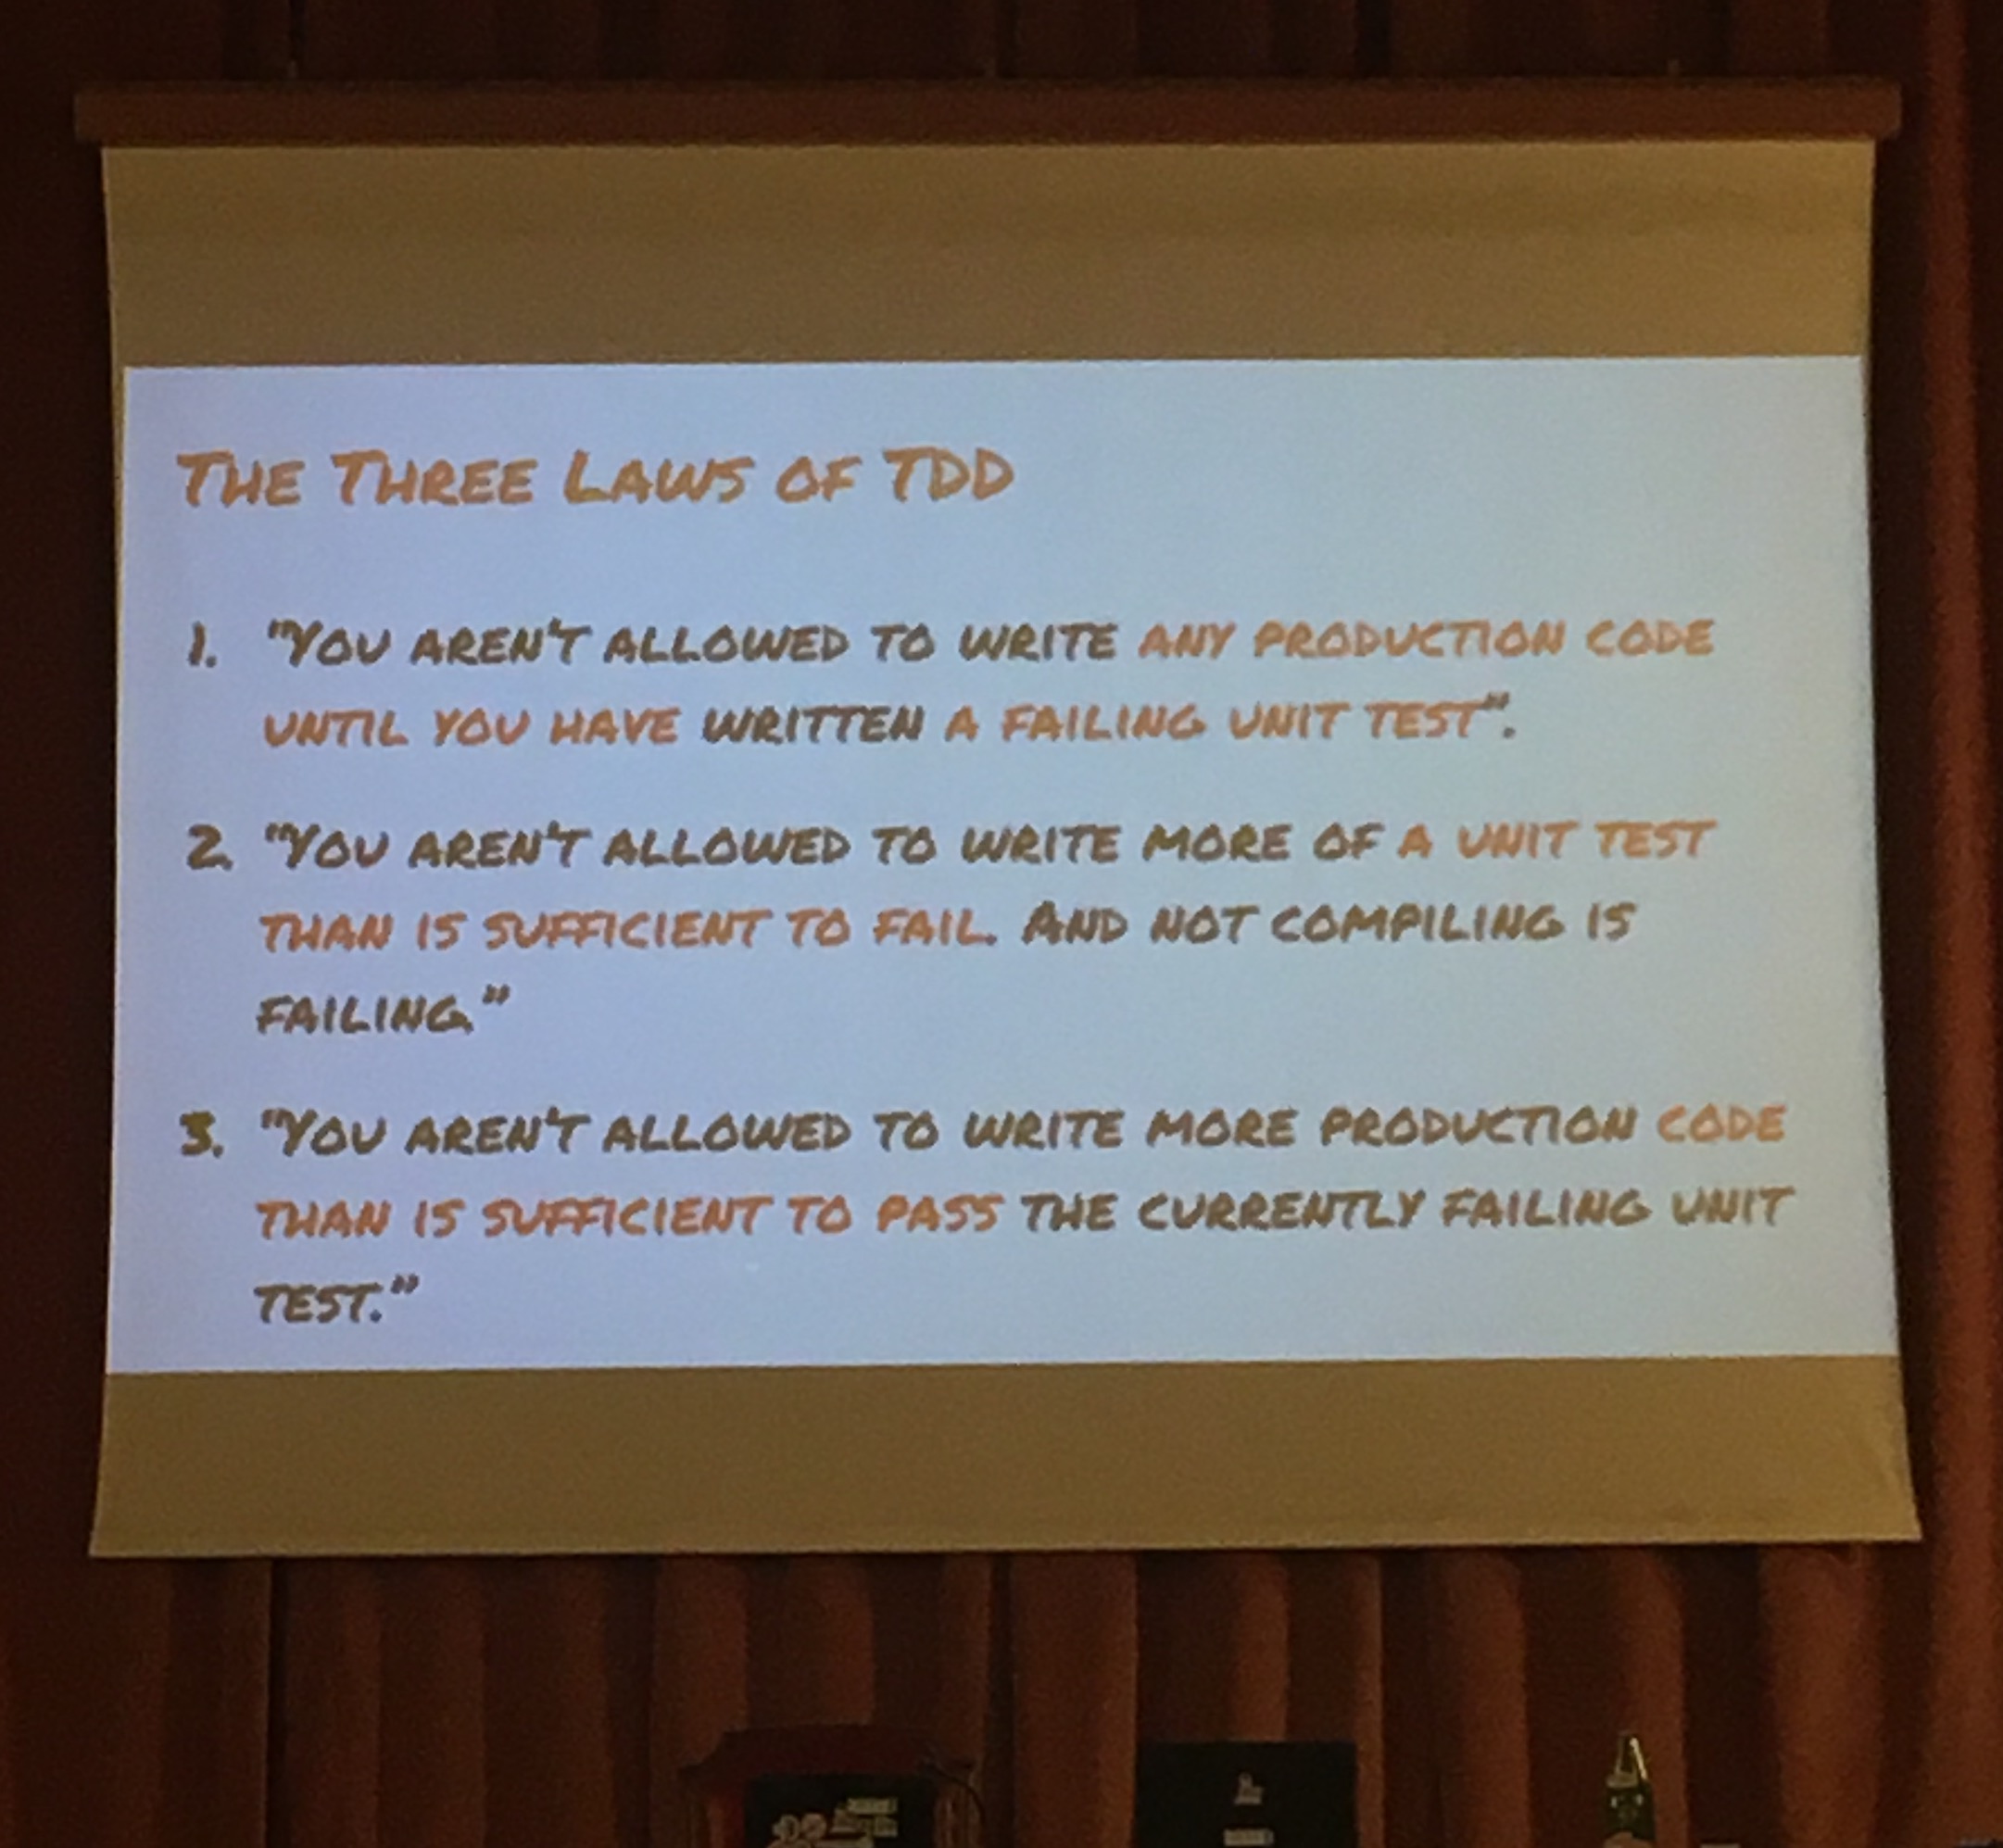 The Three Laws of TDD
1. "You aren't allowed to write any production code
until you have written a failing unit test".
2. "You aren't allowed to write more of a unit test
than is sufficient to fail. And not compiling is
failing."
3. "You aren't allowed to write more production code
than is sufficient to pass the currently failing unit
test."